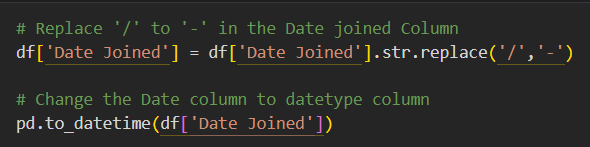 # Replace '/' to '-' in the Date joined Column
df['Date Joined'] = df['Date Joined'].str.replace('/','-')
# Change the Date column to datetype column
pd.to_datetime(df['Date Joined'])